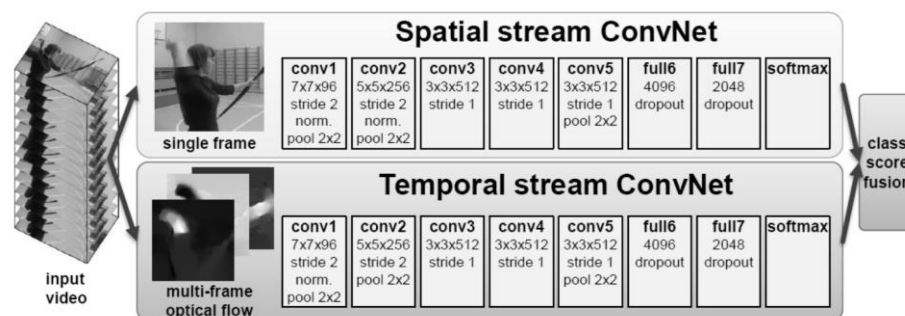 input
video
Spatial stream ConvNet
single frame
conv1
7x7x96
stride 2
norm.
pool 2x2
conv2
5x5x256
stride 2
norm.
pool 2x2
conv3
3x3x512
stride 1
conv4
3x3x512
stride 1
conv5
3x3x512
stride 1
pool 2x2
full6
4096
dropout
full7
2048
dropout
softmax
Temporal stream ConvNet
multi-frame
optical flow
conv1
7x7x96
stride 2
norm.
pool 2x2
conv2
5x5x256
stride 2
pool 2x2
conv3
3x3x512
stride 1
conv4
3x3x512
stride 1
conv5
3x3x512
stride 1
pool 2x2
full6
4096
dropout
full7
2048
dropout
softmax
class
score
fusion